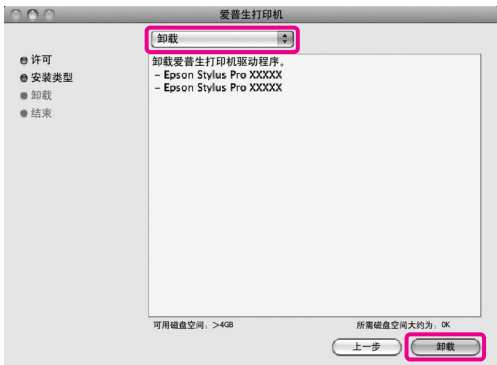 爱普生打印机
卸载
许可
安装类型
卸载
结束
卸载爱普生打印机驱动程序。
– Epson Stylus Pro XXXXX
– Epson Stylus Pro XXXXX
可用磁盘空间：>4GB
所需磁盘空间大约为：0K
上一步
卸载